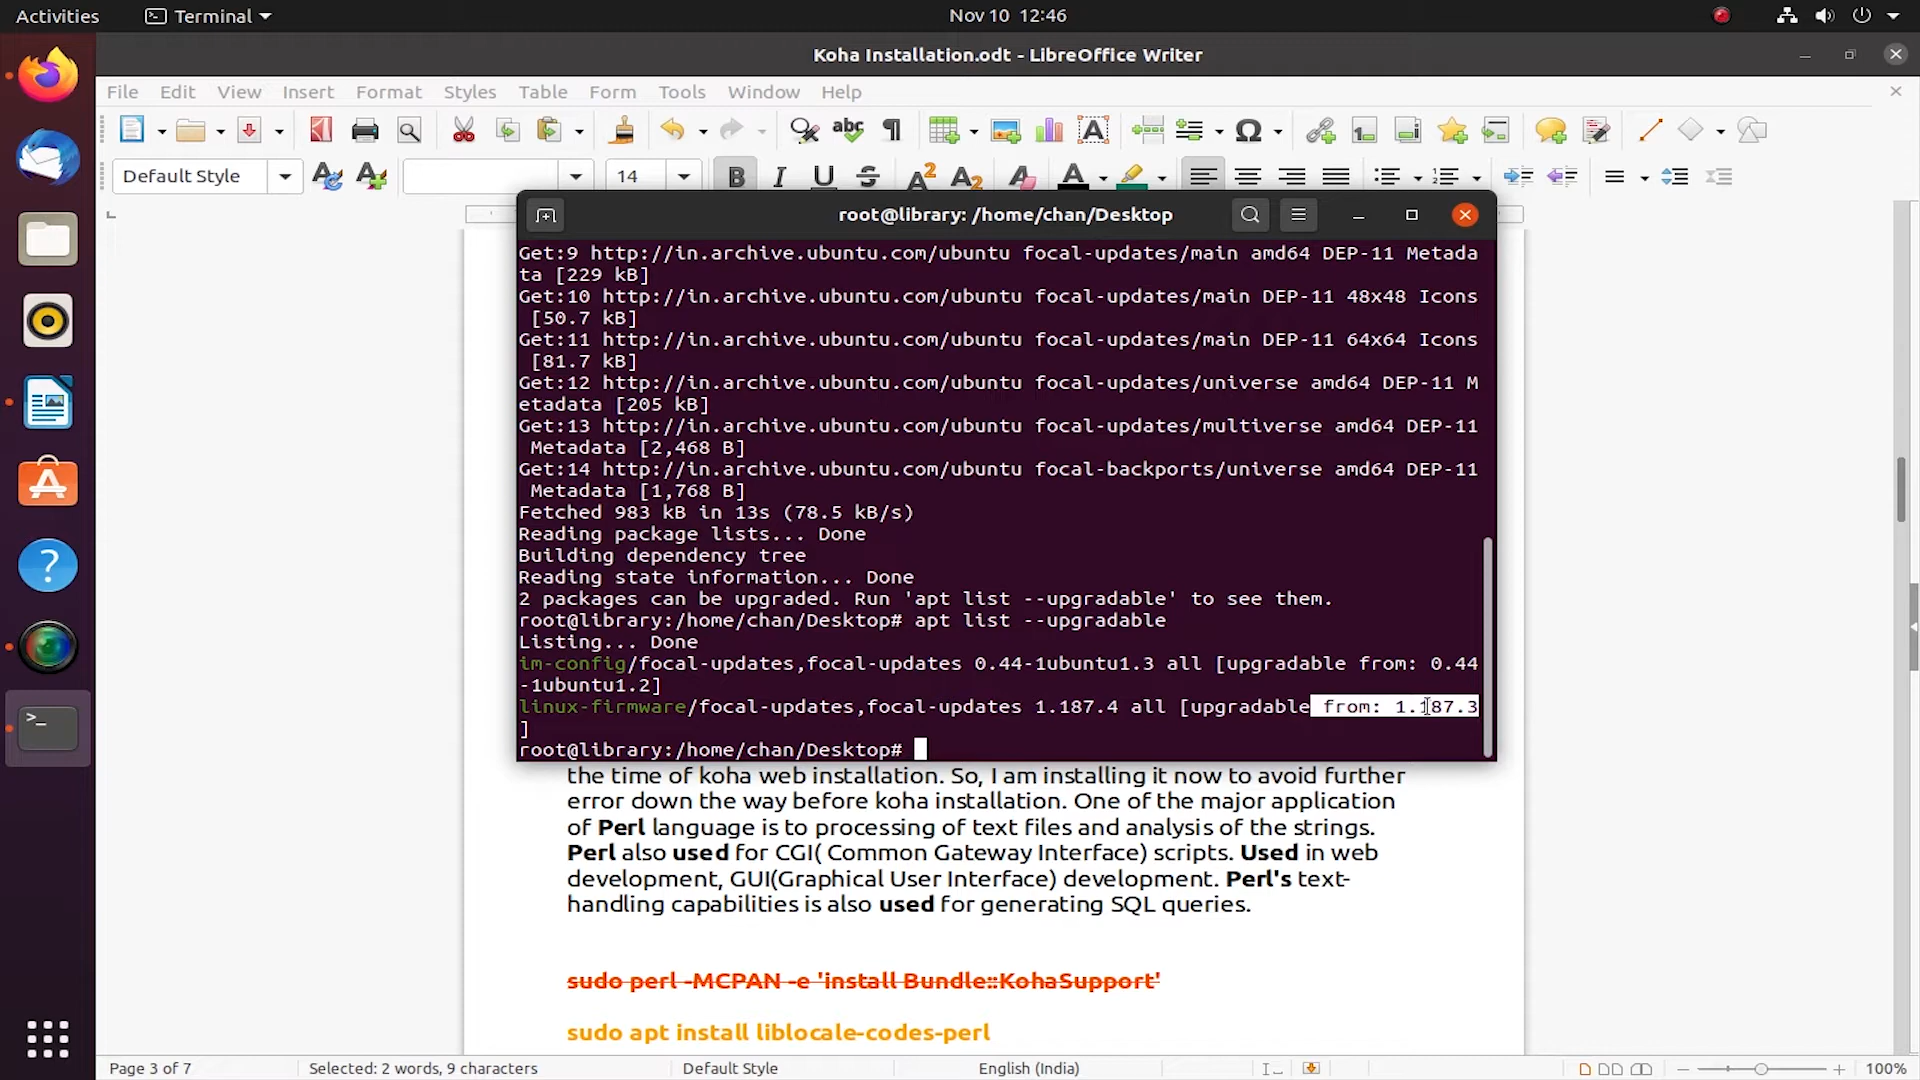 Activities
Terminal
Nov 10 12:46
Koha Installation.odt - LibreOffice Writer
File Edit View Insert Format Styles Table Form Tools Window Help
Default Style
14
root@library: /home/chan/Desktop
Get:9 http://in.archive.ubuntu.com/ubuntu focal-updates/main amd64 DEP-11 Metada
ta [229 kB]
Get:10 http://in.archive.ubuntu.com/ubuntu focal-updates/main DEP-11 48x48 Icons
[50.7 kB]
Get:11 http://in.archive.ubuntu.com/ubuntu focal-updates/main DEP-11 64x64 Icons
[81.7 kB]
Get:12 http://in.archive.ubuntu.com/ubuntu focal-updates/universe amd64 DEP-11 M
etadata [205 kB]
Get:13 http://in.archive.ubuntu.com/ubuntu focal-updates/multiverse amd64 DEP-11
Metadata [2,468 B]
Get:14 http://in.archive.ubuntu.com/ubuntu focal-backports/universe amd64 DEP-11
Metadata [1,768 B]
Fetched 983 kB in 13s (78.5 kB/s)
Reading package lists... Done
Building dependency tree
Reading state information... Done
2 packages can be upgraded. Run 'apt list --upgradable' to see them.
root@library:/home/chan/Desktop# apt list --upgradable
Listing... Done
im-config/focal-updates,focal-updates 0.44-1ubuntu1.3 all [upgradable from: 0.44
-1ubuntu1.2]
linux-firmware/focal-updates,focal-updates 1.187.4 all [upgradable from: 1.187.3
]
root@library:/home/chan/Desktop#
the time of koha web installation. So, I am installing it now to avoid further
error down the way before koha installation. One of the major application
of Perl language is to processing of text files and analysis of the strings.
Perl also used for CGI( Common Gateway Interface) scripts. Used in web
development, GUI(Graphical User Interface) development. Perl's text-
handling capabilities is also used for generating SQL queries.
sudo perl -MCPAN -e 'install Bundle::KohaSupport'
sudo apt install liblocale-codes-perl
Page 3 of 7
Selected: 2 words, 9 characters
Default Style
English (India)
100%